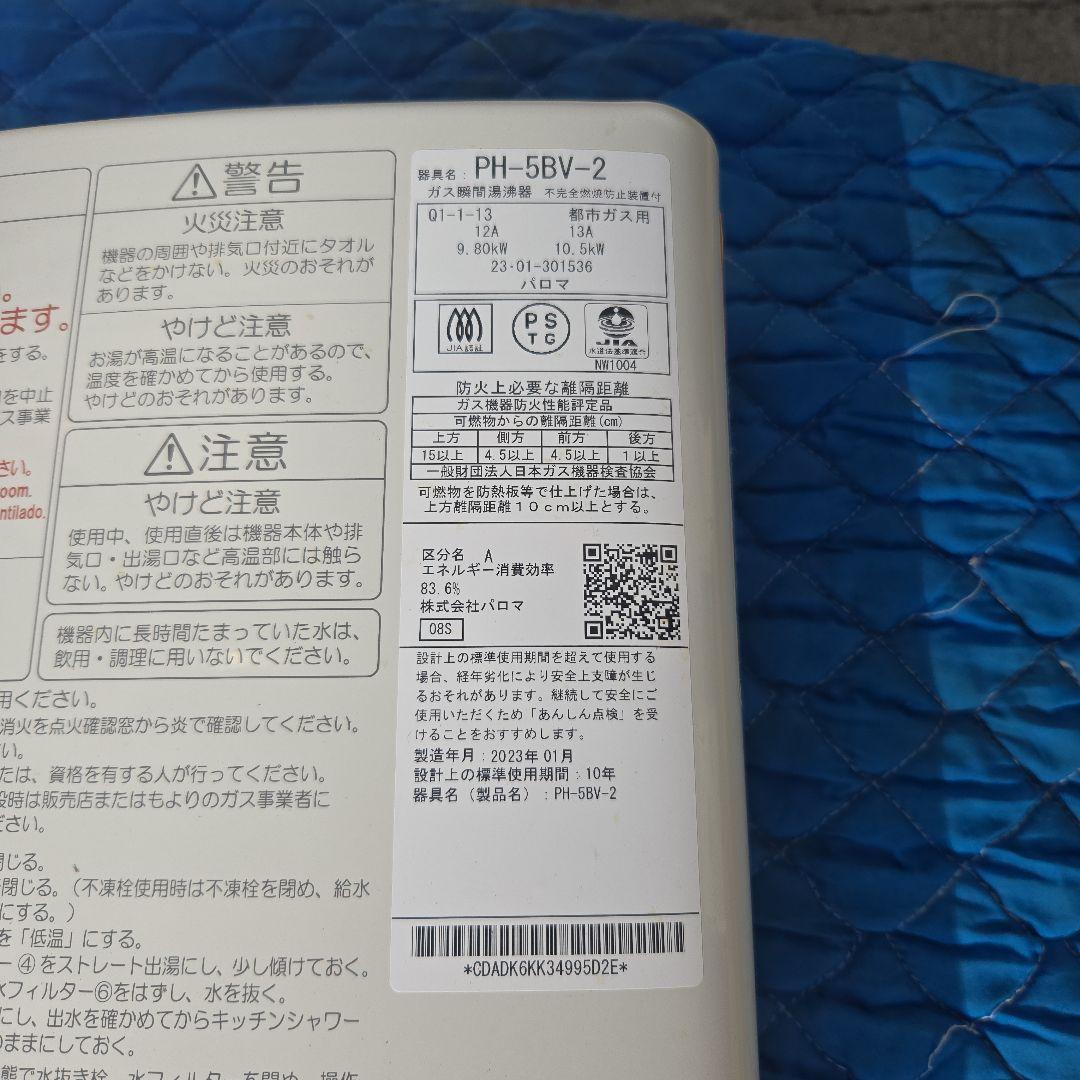 。
ます。
をする。
を中止
ス事業
さい。
room.
ntilado.
警告
火災注意
機器の周囲や排気口付近にタオル
などをかけない。火災のおそれが
あります。
やけど注意
お湯が高温になることがあるので、
温度を確かめてから使用する。
やけどのおそれがあります。
注意
やけど注意
使用中、使用直後は機器本体や排
気口・出湯口など高温部には触ら
ない。やけどのおそれがあります。
機器内に長時間たまっていた水は、
飲用・調理に用いないでください。
用ください。
消火を点火確認窓から炎で確認してください。
い。
たは、資格を有する人が行ってください。
設時は販売店またはもよりのガス事業者に
ださい。
閉じる。
閉じる。（不凍栓使用時は不凍栓を閉め、給水
にする。）
を「低温」にする。
ー ④をストレート出湯にし、少し傾けておく。
水フィルター⑥をはずし、水を抜く。
にし、出水を確かめてからキッチンシャワー
のままにしておく。
態で水抜き栓、水フィルターを閉め、操作
器具名：PH-5BV-2
ガス瞬間湯沸器 不完全燃焼防止装置付
Q1-1-13 都市ガス用
12A 13A
9.80kW 10.5kW
23-01-301536
パロマ
JIA認証
PS
TG
JIA
水道法基準適合
NW1004
防火上必要な離隔距離
ガス機器防火性能評定品
可燃物からの離隔距離(cm)
上方 側方 前方 後方
15以上 4.5以上 4.5以上 1以上
一般財団法人日本ガス機器検査協会
可燃物を防熱板等で仕上げた場合は、
上方離隔距離１０ｃｍ以上とする。
区分名 A
エネルギー消費効率
83.6%
株式会社パロマ
08S
設計上の標準使用期間を超えて使用する
場合、経年劣化により安全上支障が生じ
るおそれがあります。継続して安全にご
使用いただくため「あんしん点検」を受
けることをおすすめします。
製造年月：2023年01月
設計上の標準使用期間：10年
器具名（製品名）：PH-5BV-2
*CDADK6KK34995D2E*